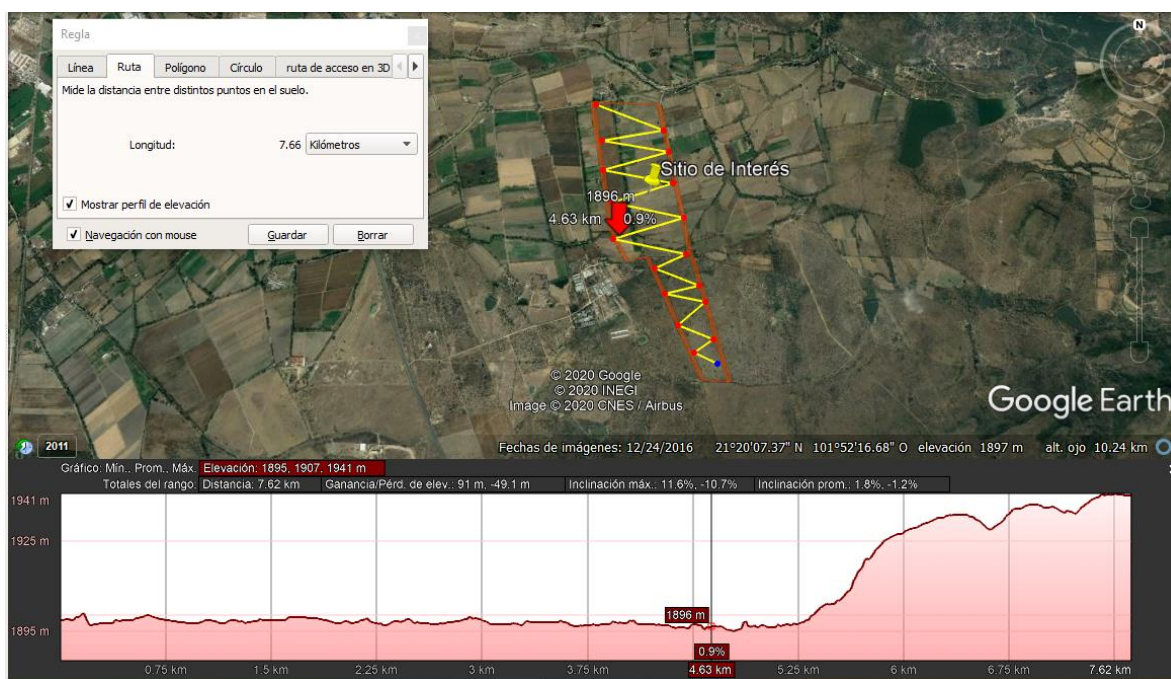 Regla
Línea Ruta Polígono Círculo ruta de acceso en 3D
Mide la distancia entre distintos puntos en el suelo.
Longitud: 7.66 Kilómetros
Mostrar perfil de elevación
Navegación con mouse Guardar Borrar
N
Sitio de Interés
1896 m
4.63 km 0.9%
© 2020 Google
© 2020 INEGI
Image © 2020 CNES / Airbus
Google Earth
2011
Fechas de imágenes: 12/24/2016 21°20'07.37" N 101°52'16.68" O elevación 1897 m alt. ojo 10.24 km
Gráfico: Mín., Prom., Máx. Elevación: 1895, 1907, 1941 m
Totales del rango: Distancia: 7.62 km Ganancia/Pérd. de elev.: 91 m, -49.1 m Inclinación máx.: 11.6%, -10.7% Inclinación prom.: 1.8%, -1.2%
1941 m
1925 m
1896 m
1895 m
0.9%
0.75 km 1.5 km 2.25 km 3 km 3.75 km 4.63 km 5.25 km 6 km 6.75 km 7.62 km